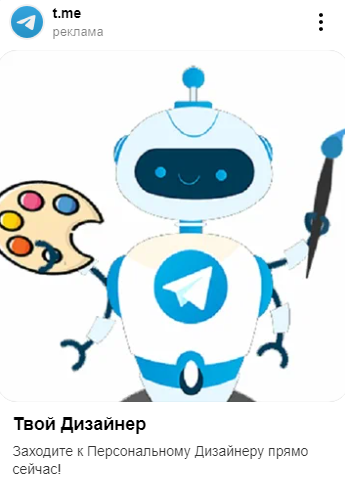 t.me
реклама
Твой Дизайнер
Заходите к Персональному Дизайнеру прямо
сейчас!